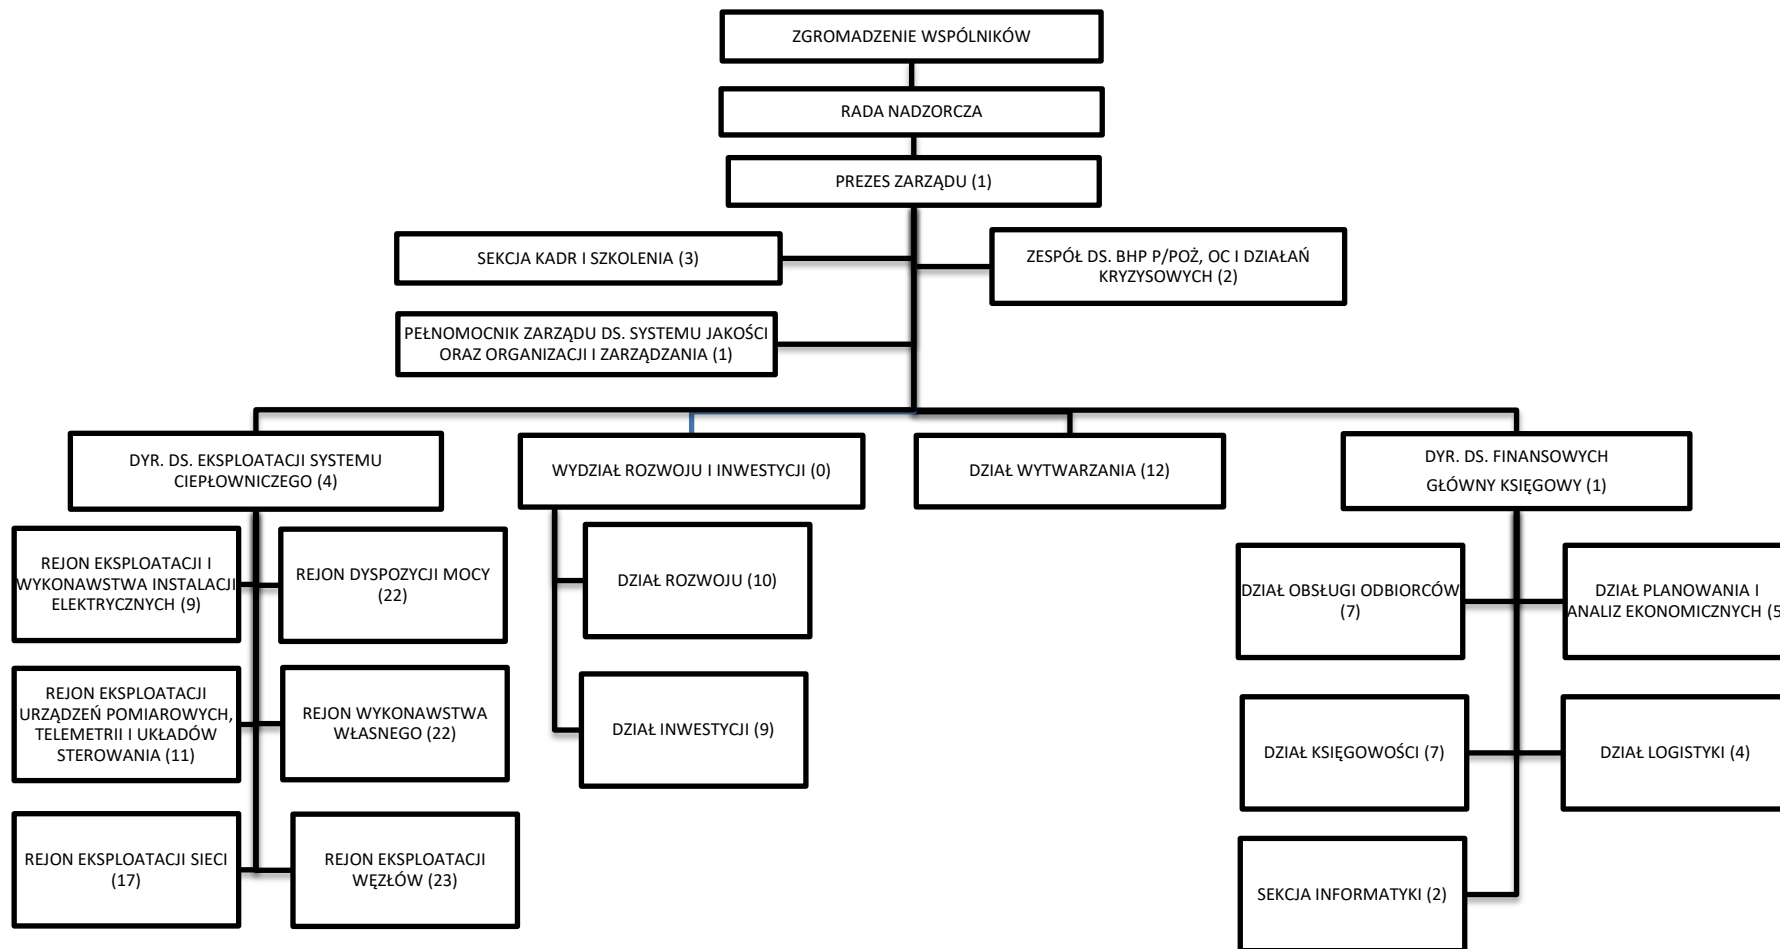 ZGROMADZENIE WSPÓLNIKÓW
RADA NADZORCZA
PREZES ZARZĄDU (1)
SEKCJA KADR I SZKOLENIA (3)
ZESPÓŁ DS. BHP P/POŻ, OC I DZIAŁAŃ
KRYZYSOWYCH (2)
PEŁNOMOCNIK ZARZĄDU DS. SYSTEMU JAKOŚCI
ORAZ ORGANIZACJI I ZARZĄDZANIA (1)
DYR. DS. EKSPLOATACJI SYSTEMU
CIEPŁOWNICZEGO (4)
WYDZIAŁ ROZWOJU I INWESTYCJI (0)
DZIAŁ WYTWARZANIA (12)
DYR. DS. FINANSOWYCH
GŁÓWNY KSIĘGOWY (1)
REJON EKSPLOATACJI I
WYKONAWSTWA INSTALACJI
ELEKTRYCZNYCH (9)
REJON DYSPOZYCJI MOCY
(22)
DZIAŁ ROZWOJU (10)
DZIAŁ OBSŁUGI ODBIORCÓW
(7)
DZIAŁ PLANOWANIA I
ANALIZ EKONOMICZNYCH (5
REJON EKSPLOATACJI
URZĄDZEŃ POMIAROWYCH,
TELEMETRII I UKŁADÓW
STEROWANIA (11)
REJON WYKONAWSTWA
WŁASNEGO (22)
DZIAŁ INWESTYCJI (9)
DZIAŁ KSIĘGOWOŚCI (7)
DZIAŁ LOGISTYKI (4)
REJON EKSPLOATACJI SIECI
(17)
REJON EKSPLOATACJI
WĘZŁÓW (23)
SEKCJA INFORMATYKI (2)